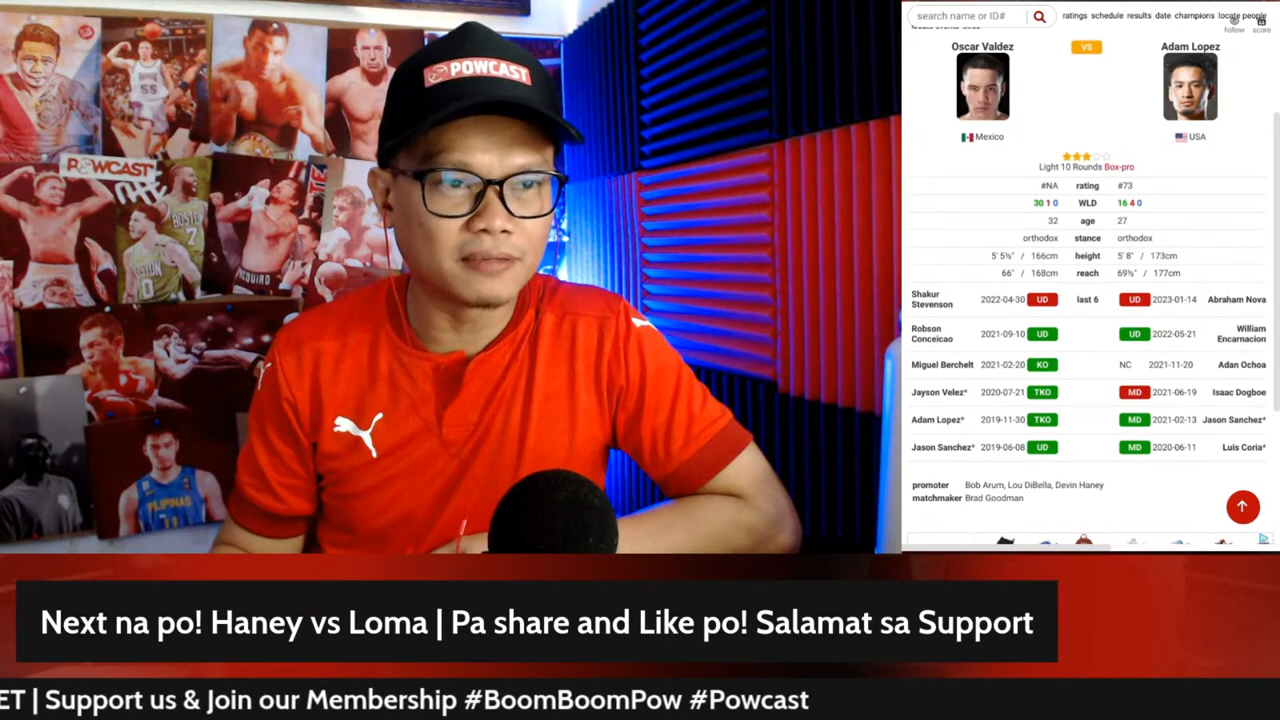 POWCAST
55
POWCAST
BOSTON
7
BOSTON
0
ACQUIRO
PILIPINAS
11
search name or ID#
ratings schedule results date champions locate people
follow
score
Oscar Valdez
VS
Adam Lopez
Mexico
USA
Light 10 Rounds Box-pro
#NA rating #73
30 1 0 WLD 16 4 0
32 age 27
orthodox stance orthodox
5' 5½" / 166cm height 5' 8" / 173cm
66" / 168cm reach 69½" / 177cm
Shakur Stevenson 2022-04-30 UD last 6 UD 2023-01-14 Abraham Nova
Robson Conceicao 2021-09-10 UD UD 2022-05-21 William Encarnacion
Miguel Berchelt 2021-02-20 KO NC 2021-11-20 Adan Ochoa
Jayson Velez* 2020-07-21 TKO MD 2021-06-19 Isaac Dogboe
Adam Lopez* 2019-11-30 TKO MD 2021-02-13 Jason Sanchez*
Jason Sanchez* 2019-06-08 UD MD 2020-06-11 Luis Coria*
promoter Bob Arum, Lou DiBella, Devin Haney
matchmaker Brad Goodman
Next na po! Haney vs Loma | Pa share and Like po! Salamat sa Support
ET | Support us & Join our Membership #BoomBoomPow #Powcast